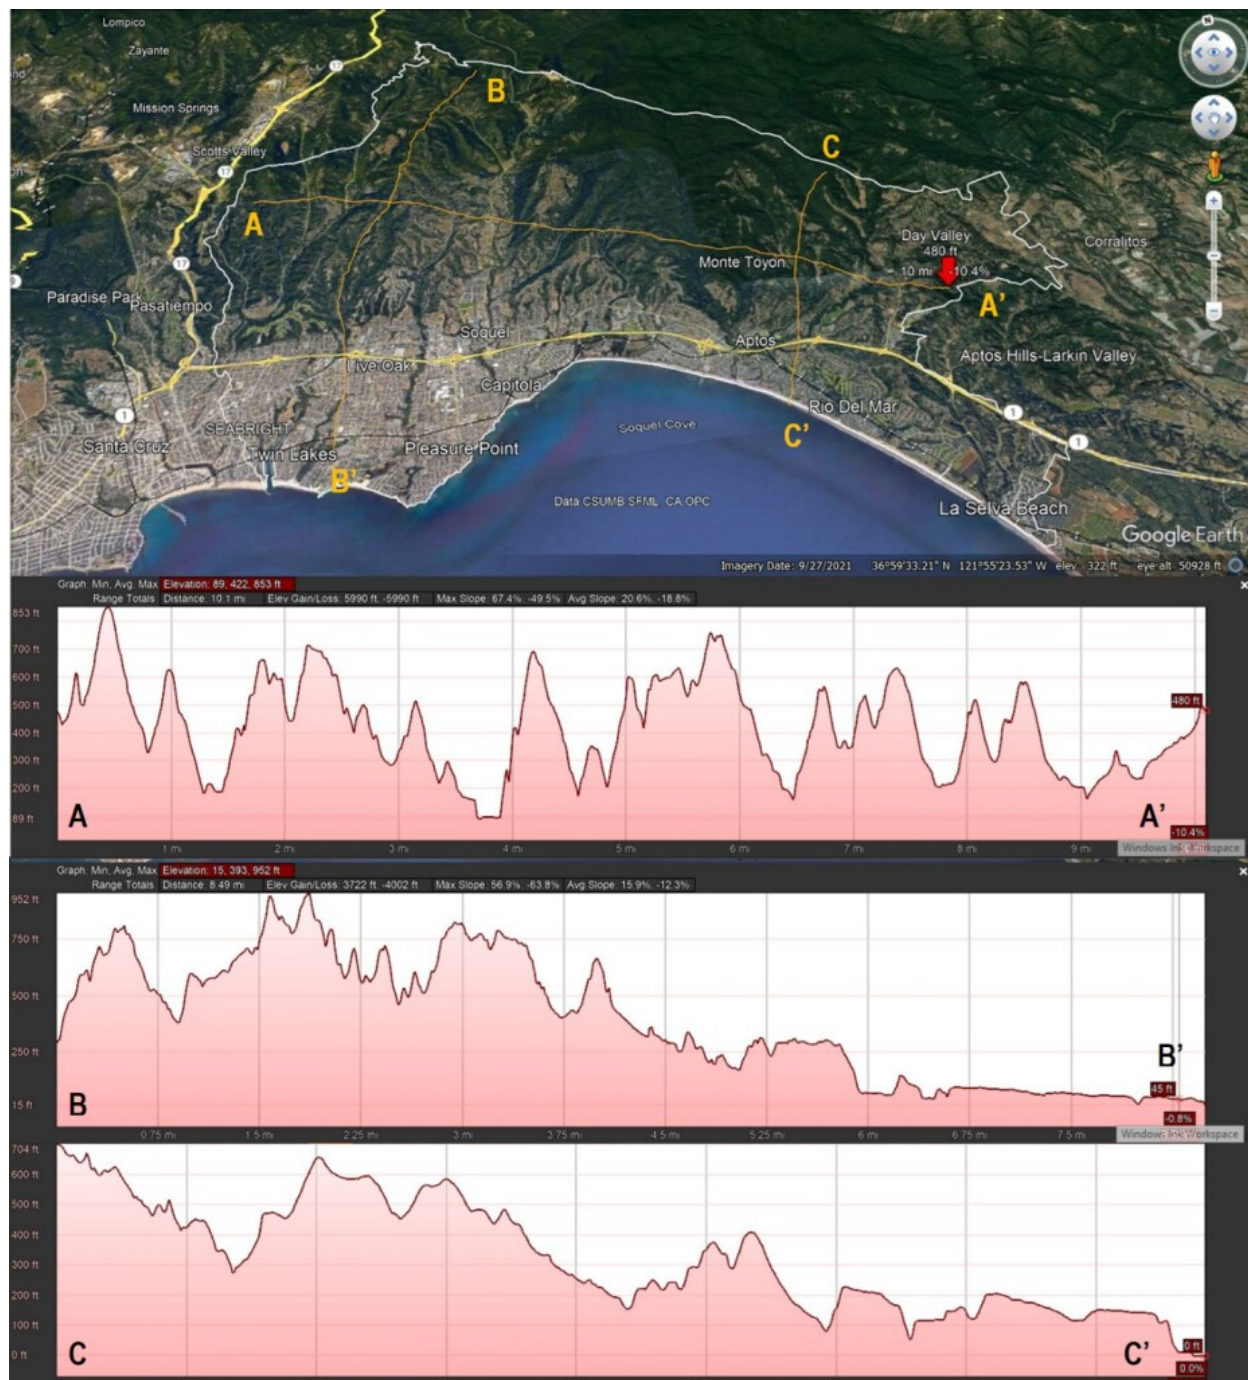 Lompico
Zayante
17
Mission Springs
Scotts Valley
17
B
C
A
17
Day Valley
480 ft
Corralitos
Monte Toyon
10 mi -10.4%
A'
Paradise Park
Pasatiempo
Soquel
Aptos
Aptos Hills-Larkin Valley
Live Oak
Capitola
1
Rio Del Mar
1
Santa Cruz
SEABRIGHT
Soquel Cove
C'
1
Twin Lakes
Pleasure Point
B'
Data CSUMB SFML, CA OPC
La Selva Beach
Google Earth
Imagery Date: 9/27/2021 36°59'33.21" N 121°55'23.53" W elev 322 ft eye alt 50928 ft
Graph: Min, Avg, Max Elevation: 89, 422, 853 ft
Range Totals: Distance: 10.1 mi Elev Gain/Loss: 5990 ft, -5990 ft Max Slope: 67.4%, -49.5% Avg Slope: 20.6%, -18.8%
853 ft
700 ft
600 ft
500 ft
480 ft
400 ft
300 ft
200 ft
89 ft
A
A'
-10.4%
1 mi 2 mi 3 mi 4 mi 5 mi 6 mi 7 mi 8 mi 9 mi
Windows Ink Workspace
Graph: Min, Avg, Max Elevation: 15, 393, 952 ft
Range Totals: Distance: 8.49 mi Elev Gain/Loss: 3722 ft, -4002 ft Max Slope: 56.9%, -63.8% Avg Slope: 15.9%, -12.3%
952 ft
750 ft
500 ft
250 ft
B'
45 ft
15 ft
B
-0.8%
0.75 mi 1.5 mi 2.25 mi 3 mi 3.75 mi 4.5 mi 5.25 mi 6 mi 6.75 mi 7.5 mi
Windows Ink Workspace
704 ft
600 ft
500 ft
400 ft
300 ft
200 ft
100 ft
0 ft
C
C'
0 ft
0.0%